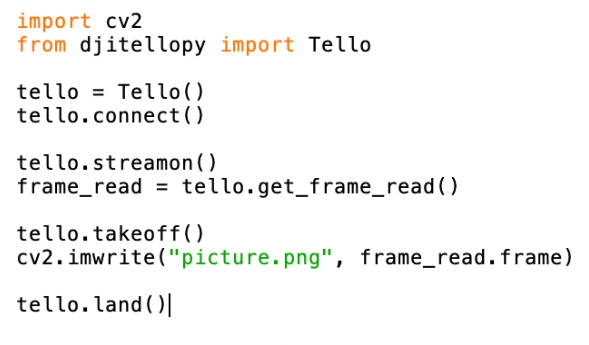 import cv2
from djitellopy import Tello
tello = Tello()
tello.connect()
tello.streamon()
frame_read = tello.get_frame_read()
tello.takeoff()
cv2.imwrite("picture.png", frame_read.frame)
tello.land()